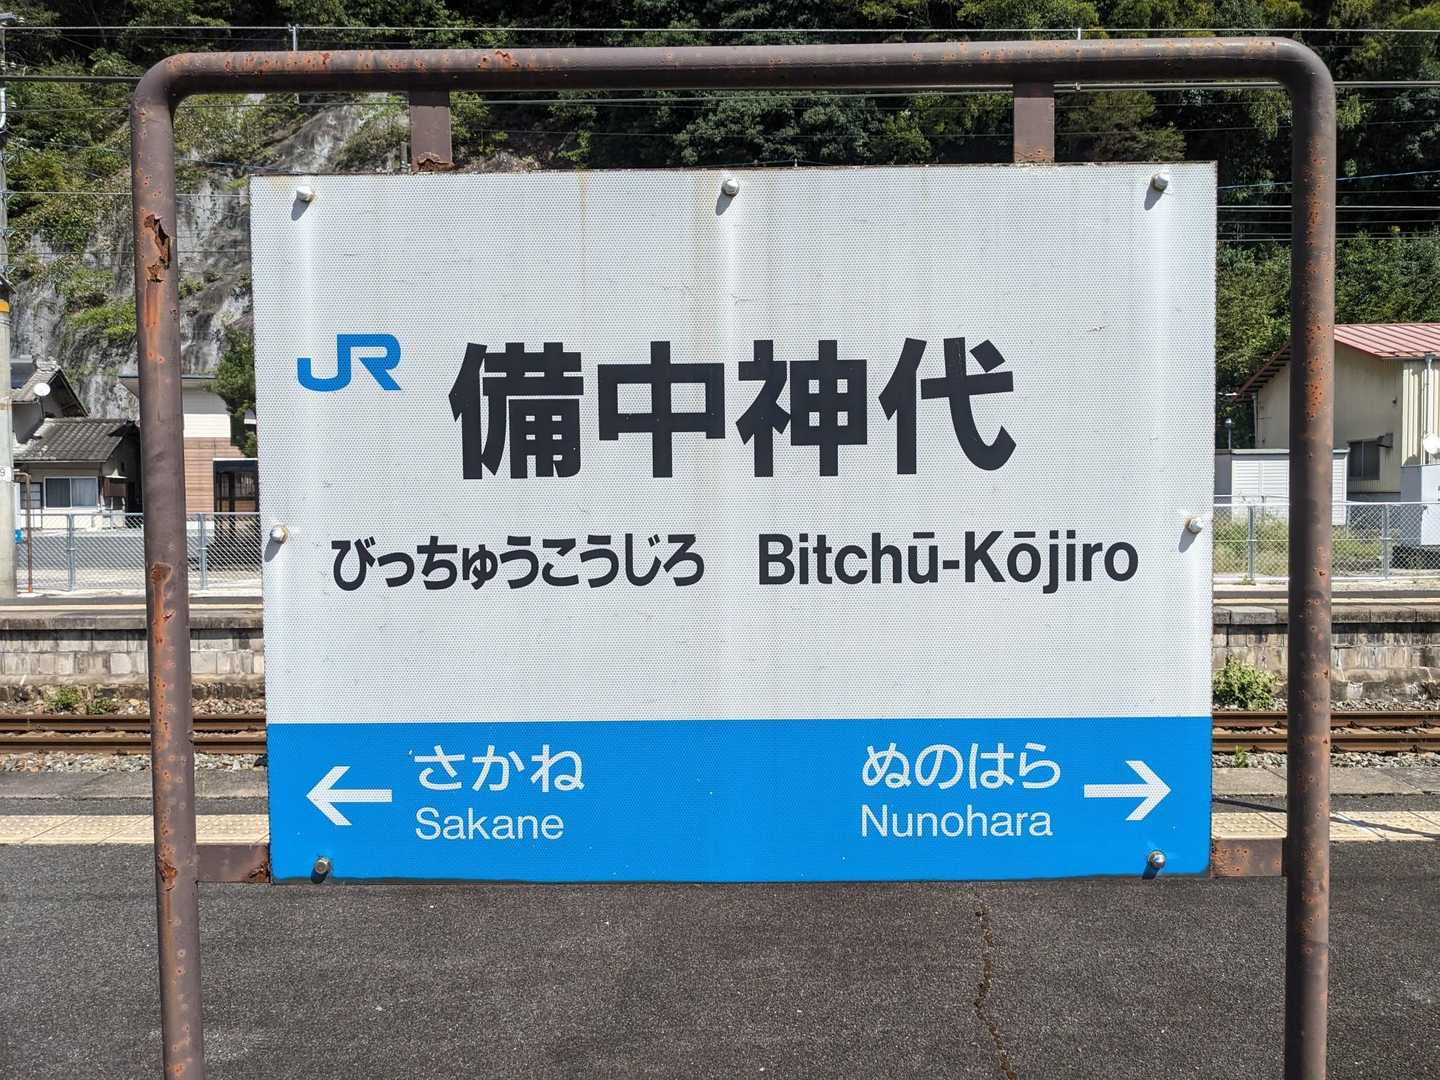 JR 備中神代
びっちゅうこうじろ Bitchū-Kōjiro
← さかね
Sakane
ぬのはら →
Nunohara